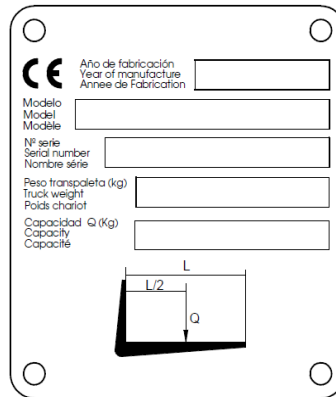 CE
Año de fabricación
Year of manufacture
Annee de Fabrication
Modelo
Model
Modèle
Nº serie
Serial number
Nombre série
Peso transpaleta (kg)
Truck weight
Poids chariot
Capacidad Q (Kg)
Capacity
Capacité
L
L/2
Q